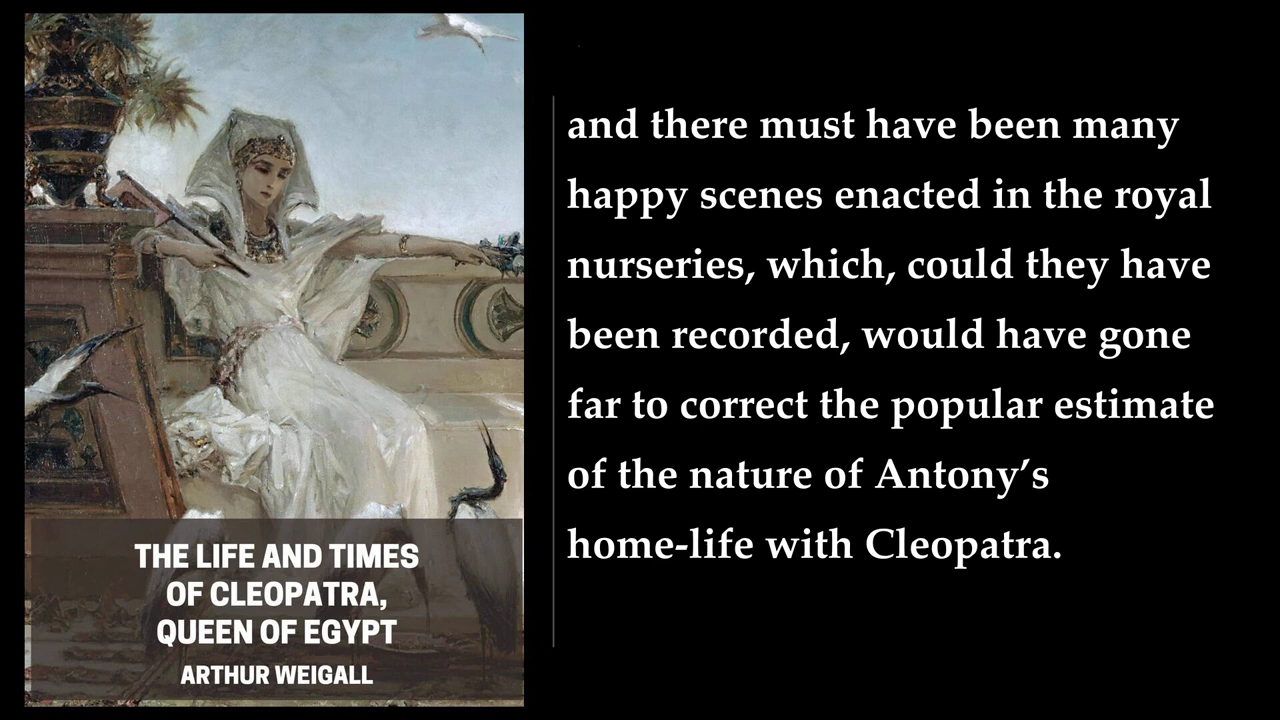 THE LIFE AND TIMES
OF CLEOPATRA,
QUEEN OF EGYPT
ARTHUR WEIGALL
and there must have been many
happy scenes enacted in the royal
nurseries, which, could they have
been recorded, would have gone
far to correct the popular estimate
of the nature of Antony’s
home-life with Cleopatra.